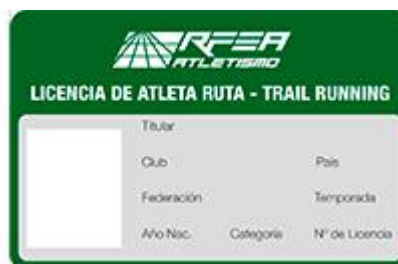 RFEA
ATLETISMO
LICENCIA DE ATLETA RUTA - TRAIL RUNNING
Titular
Club País
Federación Temporada
Año Nac. Categoría Nº de Licencia